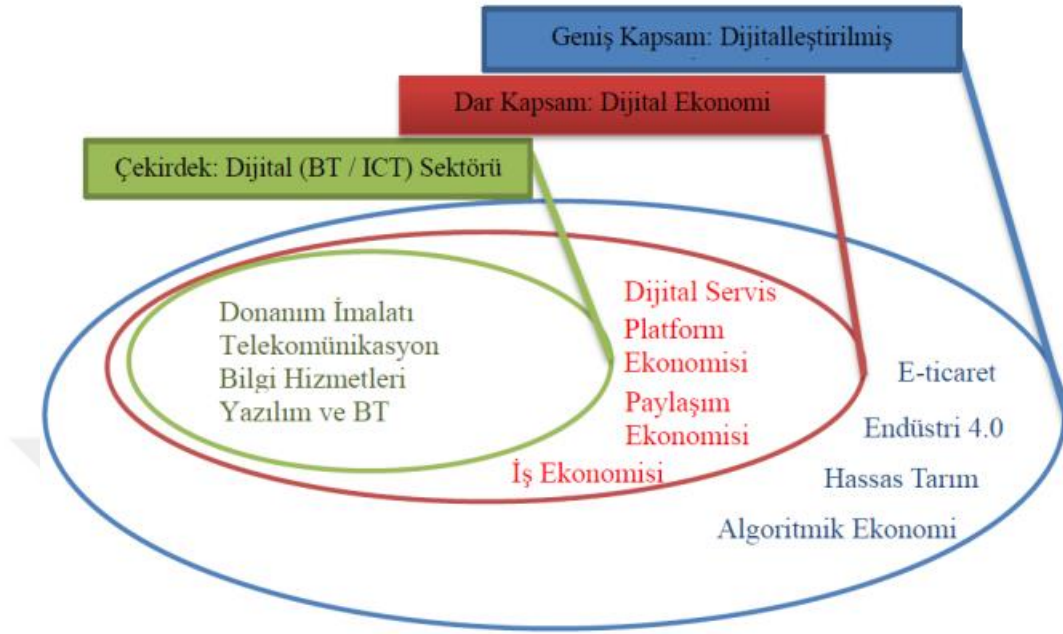 Geniş Kapsam: Dijitalleştirilmiş
Dar Kapsam: Dijital Ekonomi
Çekirdek: Dijital (BT / ICT) Sektörü
Donanım İmalatı
Telekomünikasyon
Bilgi Hizmetleri
Yazılım ve BT
Dijital Servis
Platform
Ekonomisi
Paylaşım
Ekonomisi
İş Ekonomisi
E-ticaret
Endüstri 4.0
Hassas Tarım
Algoritmik Ekonomi